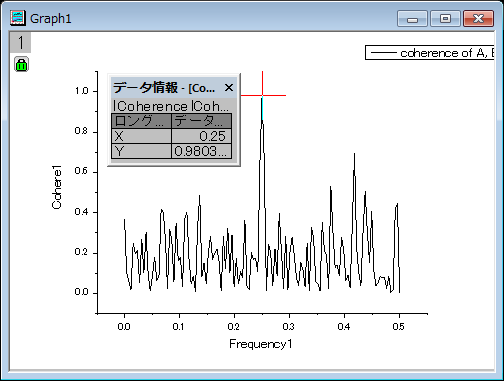 Graph1
1
coherence of A, B
データ情報 - [Co... ×
|Coherence |Coh...
ロング... データ...
X 0.25
Y 0.9803...
1.0
0.8
0.6
0.4
0.2
0.0
Cohere1
0.0 0.1 0.2 0.3 0.4 0.5
Frequency1